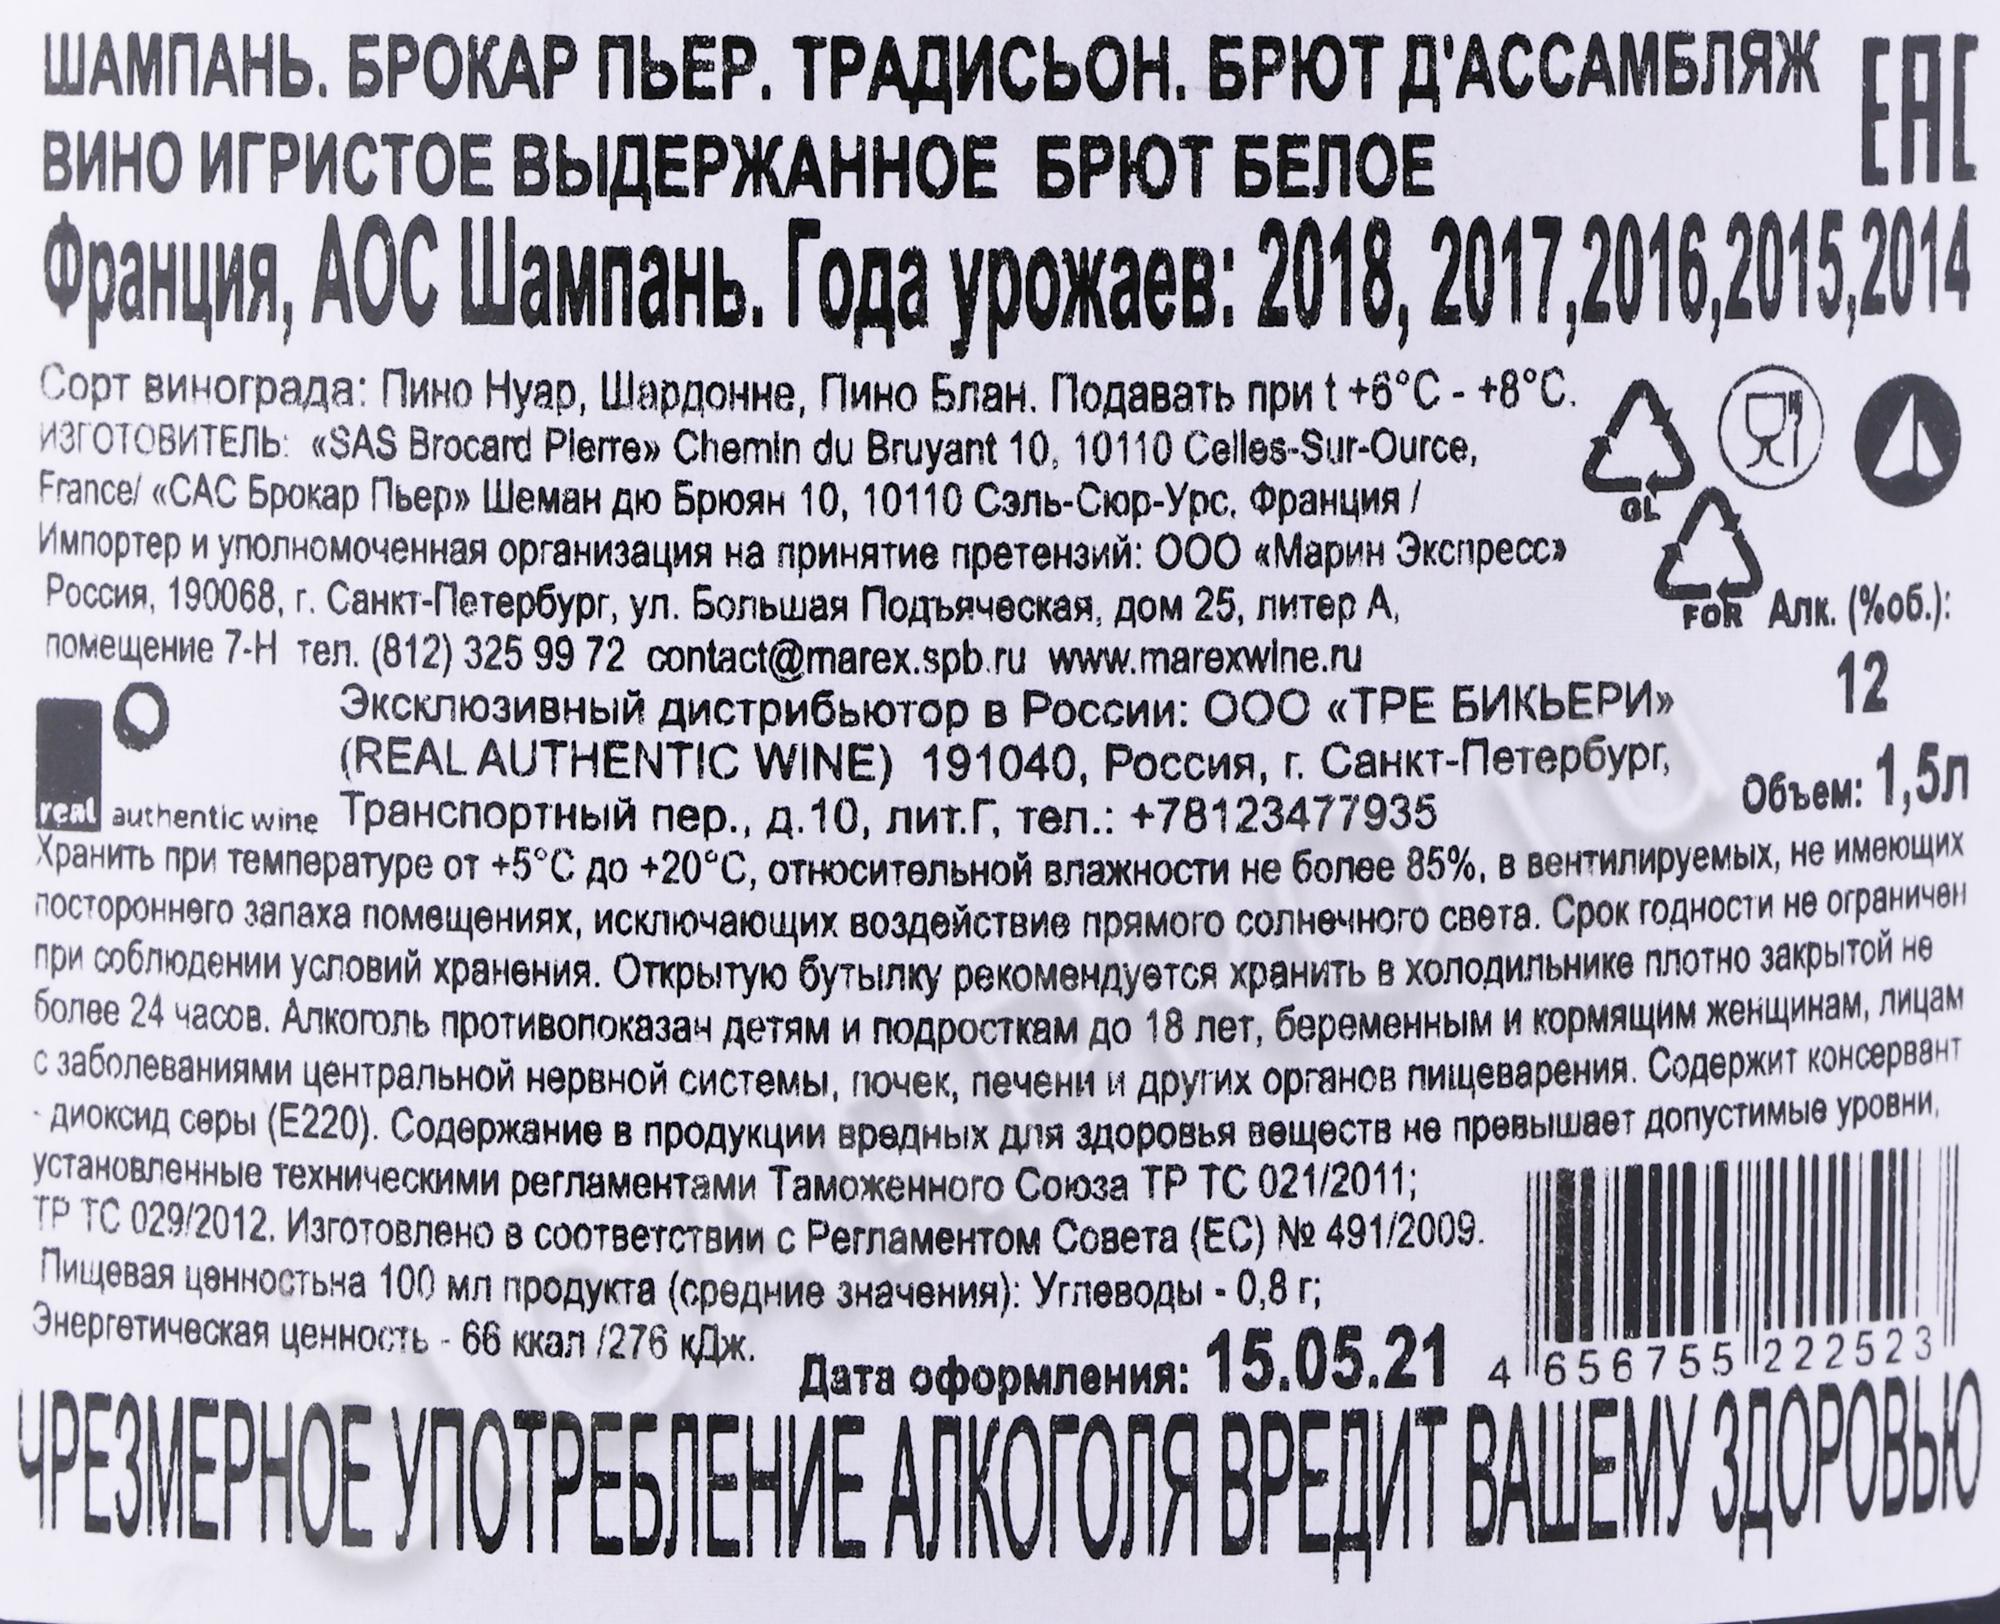 ШАМПАНЬ. БРОКАР ПЬЕР. ТРАДИСЬОН. БРЮТ Д'АССАМБЛЯЖ
EAC
ВИНО ИГРИСТОЕ ВЫДЕРЖАННОЕ БРЮТ БЕЛОЕ
Франция, АОС Шампань. Года урожаев: 2018, 2017,2016,2015,2014
Сорт винограда: Пино Нуар, Шардонне, Пино Блан. Подавать при t +6°C - +8°C.
ИЗГОТОВИТЕЛЬ: «SAS Brocard Pierre» Chemin du Bruyant 10, 10110 Celles-Sur-Ource,
France/ «САС Брокар Пьер» Шеман дю Брюян 10, 10110 Сэль-Сюр-Урс, Франция /
GL
Импортер и уполномоченная организация на принятие претензий: ООО «Марин Экспресс»
Россия, 190068, г. Санкт-Петербург, ул. Большая Подъяческая, дом 25, литер А,
FOR Алк. (%об.):
помещение 7-Н тел. (812) 325 99 72 contact@marex.spb.ru www.marexwine.ru
12
Эксклюзивный дистрибьютор в России: ООО «ТРЕ БИКЬЕРИ»
(REAL AUTHENTIC WINE) 191040, Россия, г. Санкт-Петербург,
Объем: 1,5л
real authentic wine Транспортный пер., д.10, лит.Г, тел.: +78123477935
Хранить при температуре от +5°C до +20°C, относительной влажности не более 85%, в вентилируемых, не имеющих
постороннего запаха помещениях, исключающих воздействие прямого солнечного света. Срок годности не ограничен
при соблюдении условий хранения. Открытую бутылку рекомендуется хранить в холодильнике плотно закрытой не
более 24 часов. Алкоголь противопоказан детям и подросткам до 18 лет, беременным и кормящим женщинам, лицам
с заболеваниями центральной нервной системы, почек, печени и других органов пищеварения. Содержит консервант
- диоксид серы (Е220). Содержание в продукции вредных для здоровья веществ не превышает допустимые уровни,
установленные техническими регламентами Таможенного Союза ТР ТС 021/2011;
ТР ТС 029/2012. Изготовлено в соответствии с Регламентом Совета (ЕС) № 491/2009.
Пищевая ценностьна 100 мл продукта (средние значения): Углеводы - 0,8 г;
Энергетическая ценность - 66 ккал /276 кДж.
Дата оформления: 15.05.21
4 656755 222523
ЧРЕЗМЕРНОЕ УПОТРЕБЛЕНИЕ АЛКОГОЛЯ ВРЕДИТ ВАШЕМУ ЗДОРОВЬЮ
CIGARPRO.ru